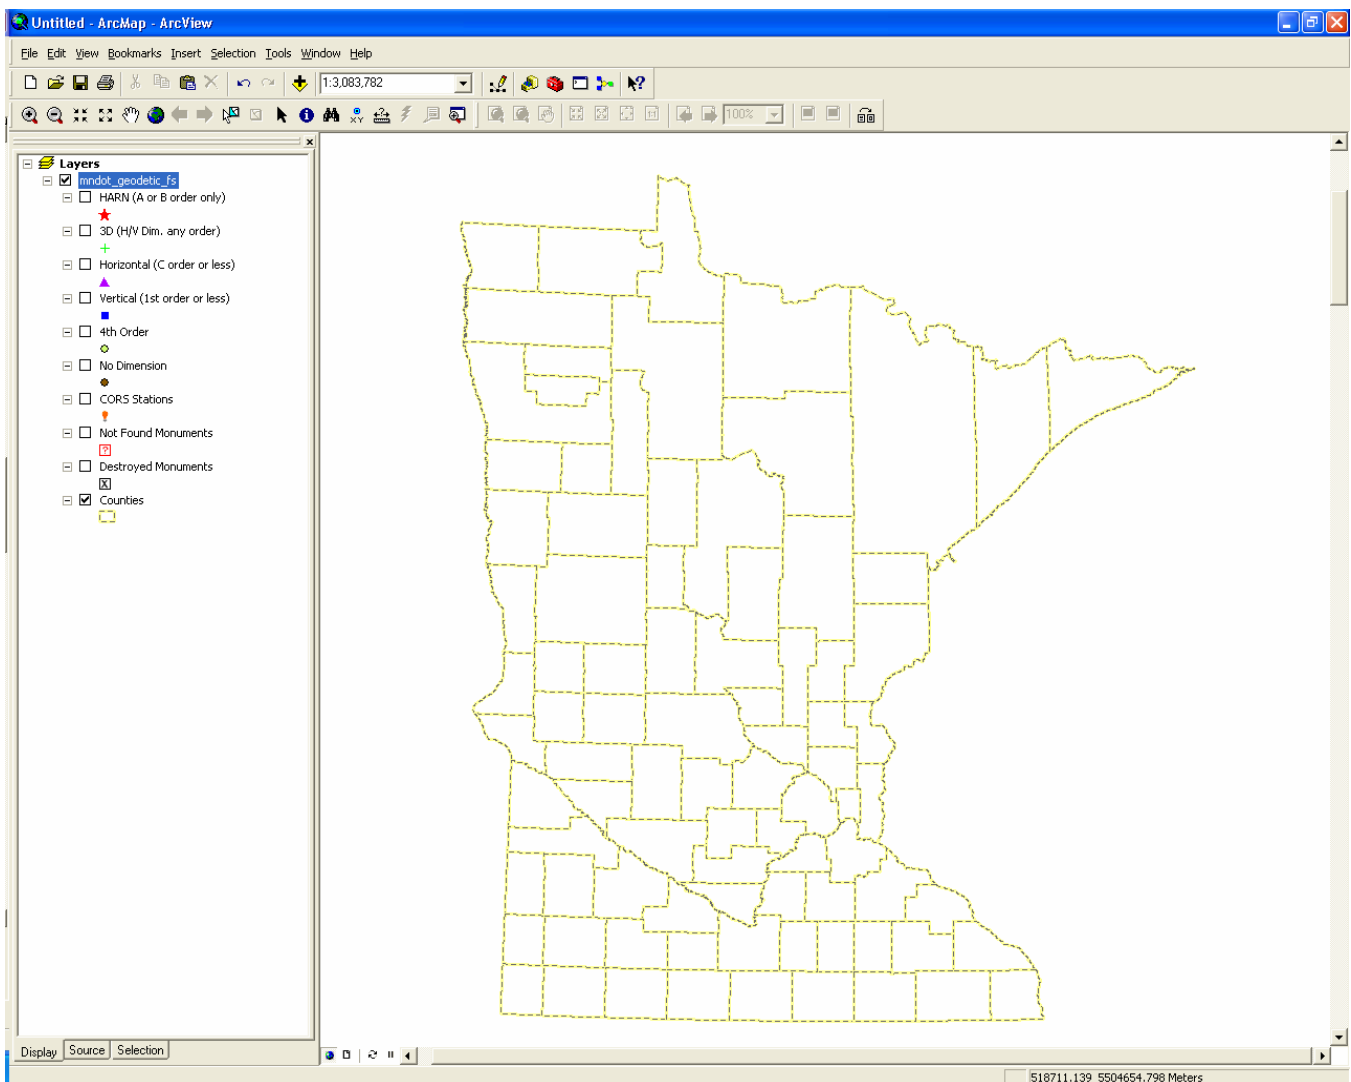 Untitled - ArcMap - ArcView
File Edit View Bookmarks Insert Selection Tools Window Help
1:3,083,782
100%
Layers
mndot_geodetic_fs
HARN (A or B order only)
3D (H/V Dim. any order)
Horizontal (C order or less)
Vertical (1st order or less)
4th Order
No Dimension
CORS Stations
Not Found Monuments
?
Destroyed Monuments
X
Counties
Display Source Selection
518711.139 5504654.798 Meters